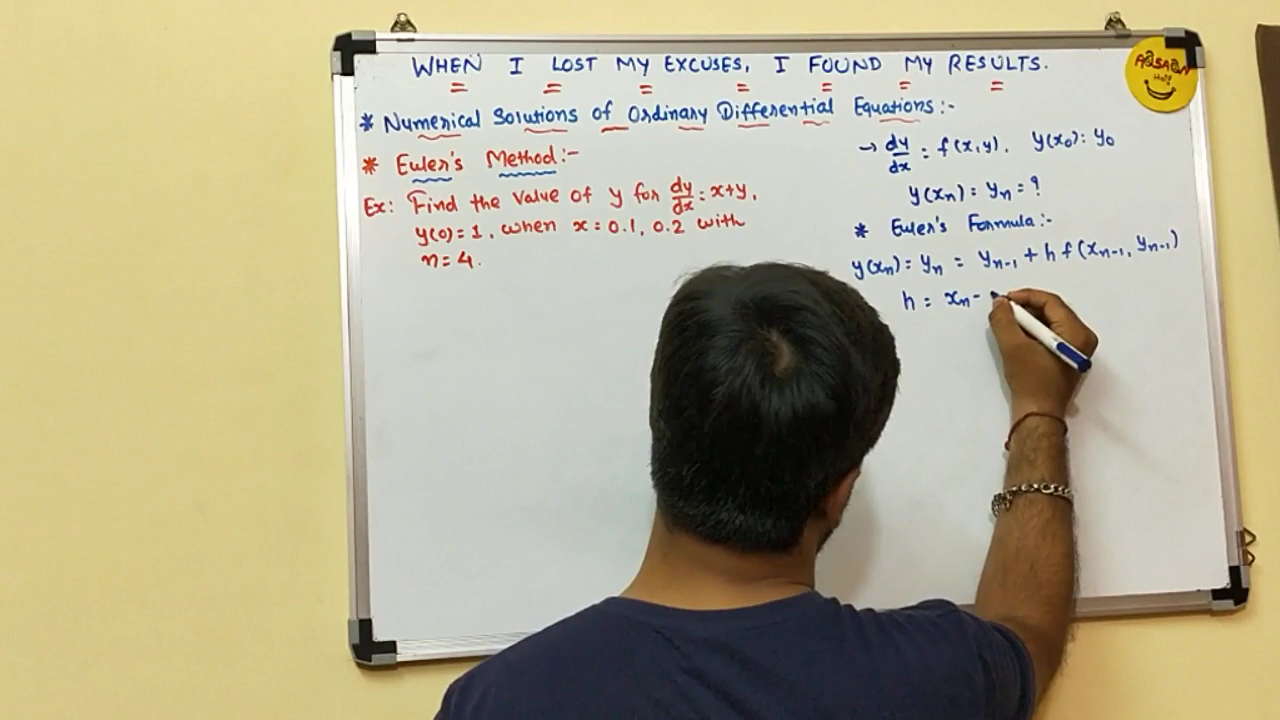 WHEN I LOST MY EXCUSES, I FOUND MY RESULTS.
AQSAQN
Help
* Numerical Solutions of Ordinary Differential Equations:-
* Euler's Method:-
Ex: Find the value of y for dy/dx = x+y,
y(0) = 1, when x = 0.1, 0.2 with
n = 4.
→ dy/dx = f(x,y), y(x₀) = y₀
y(xₙ) = yₙ = ?
* Euler's Formula:-
y(xₙ) = yₙ = yₙ₋₁ + h f(xₙ₋₁, yₙ₋₁)
h = xₙ -